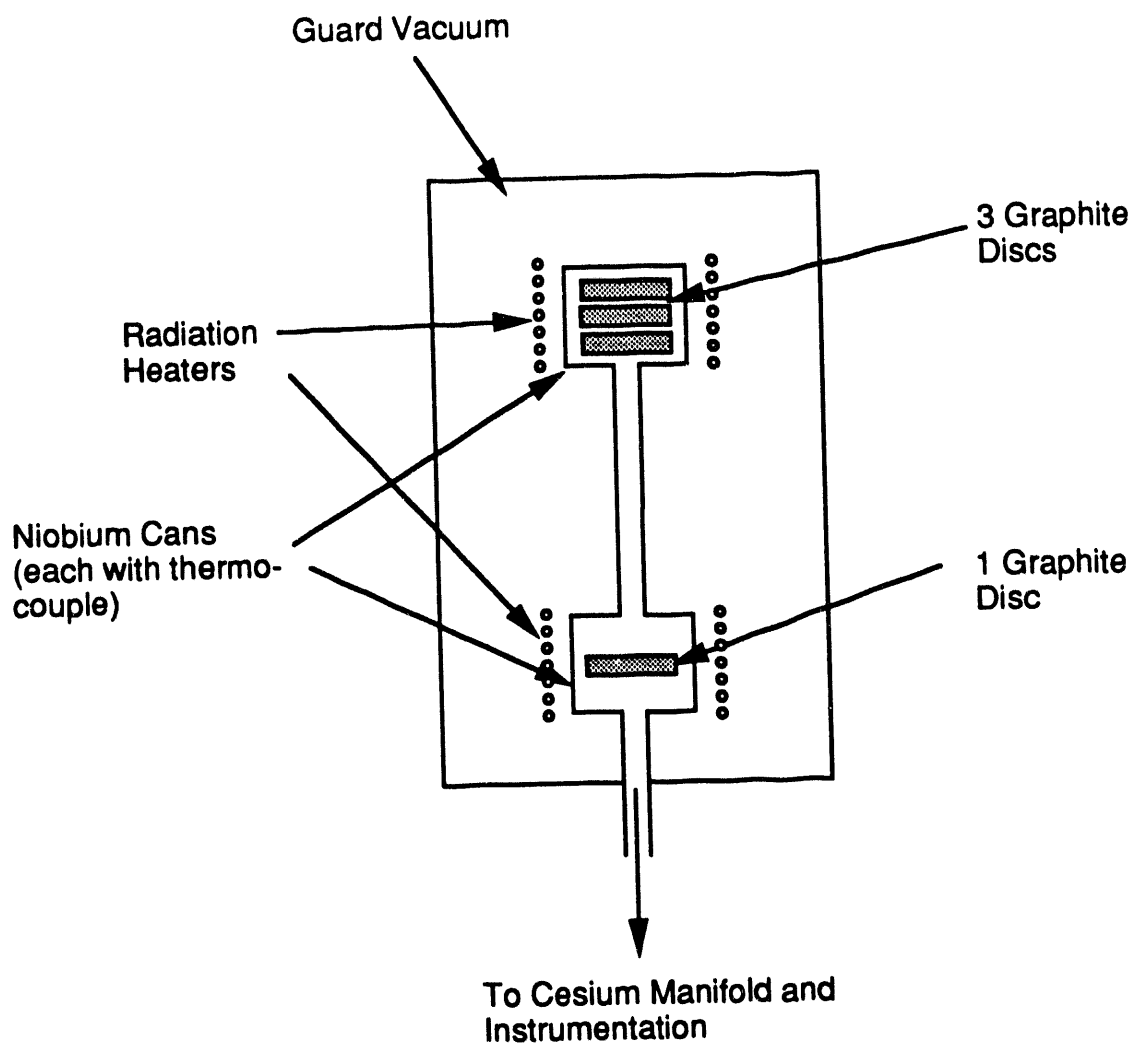 Guard Vacuum
3 Graphite
Discs
Radiation
Heaters
Niobium Cans
(each with thermo-
couple)
1 Graphite
Disc
To Cesium Manifold and
Instrumentation